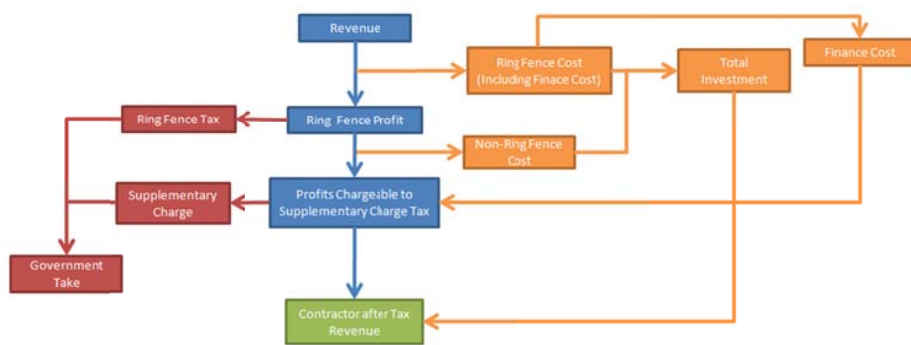 Revenue
Ring Fence Cost
(Including Finace Cost)
Total
Investment
Finance Cost
Ring Fence Tax
Ring Fence Profit
Non-Ring Fence
Cost
Supplementary
Charge
Profits Chargeable to
Supplementary Charge Tax
Government
Take
Contractor after Tax
Revenue